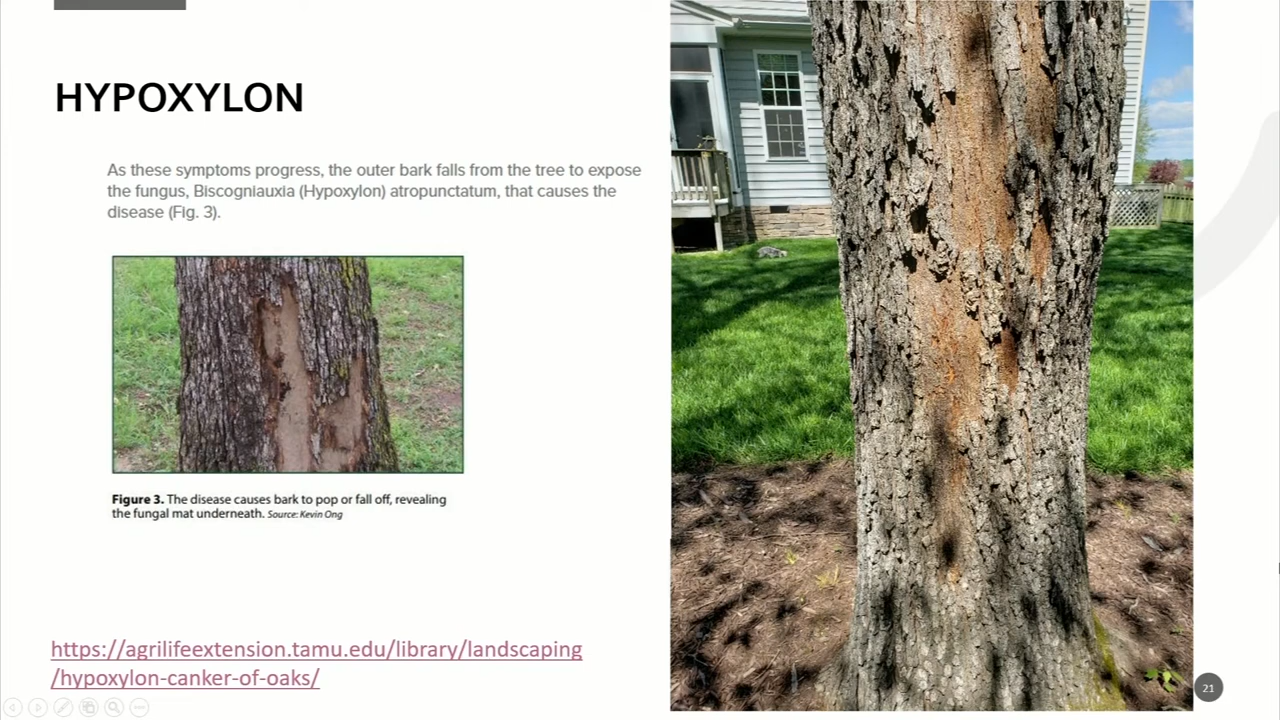 HYPOXYLON
As these symptoms progress, the outer bark falls from the tree to expose
the fungus, Biscogniauxia (Hypoxylon) atropunctatum, that causes the
disease (Fig. 3).
Figure 3. The disease causes bark to pop or fall off, revealing
the fungal mat underneath. Source: Kevin Ong
https://agrilifeextension.tamu.edu/library/landscaping
/hypoxylon-canker-of-oaks/
21